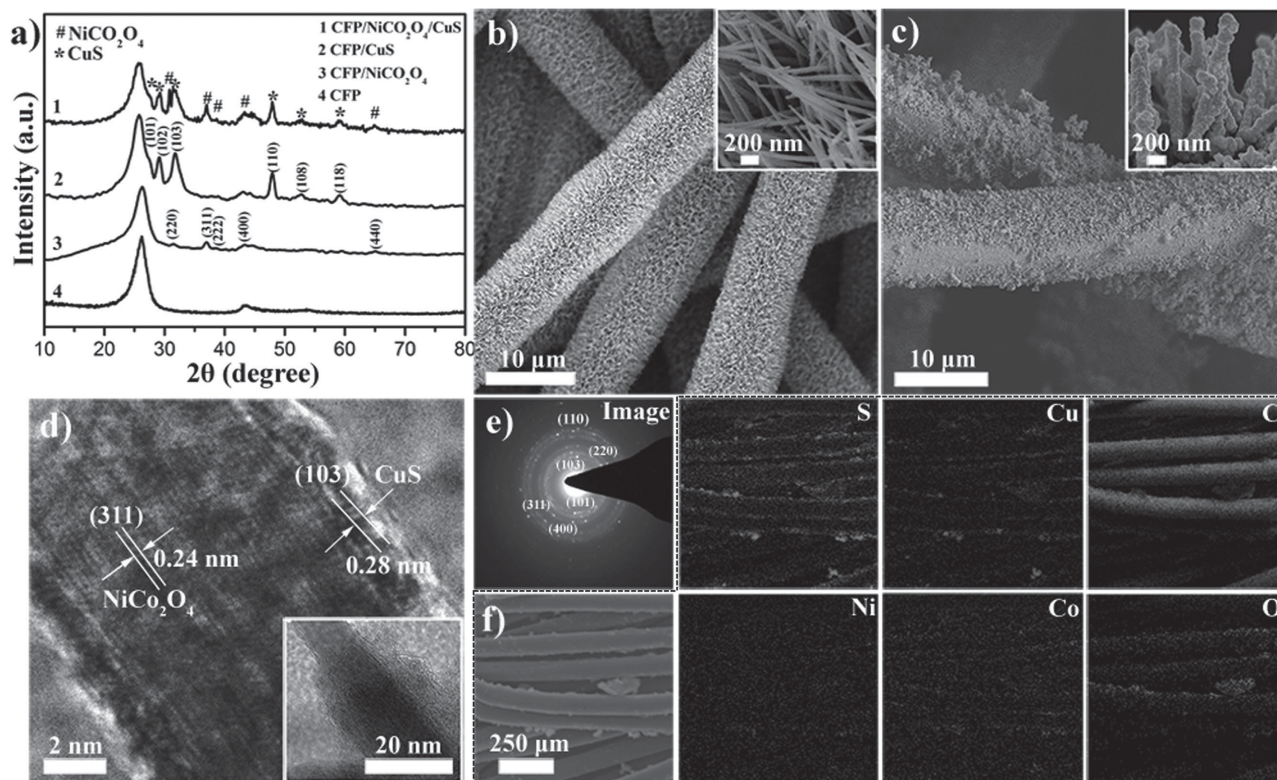 a)
# NiCO₂O₄
* CuS
1 CFP/NiCO₂O₄/CuS
2 CFP/CuS
3 CFP/NiCO₂O₄
4 CFP
* * # * # # # * * * #
1
(101) (102) (103) (110) (108) (118)
2
(220) (311) (222) (400) (440)
3
4
Intensity (a.u.)
10 20 30 40 50 60 70 80
2θ (degree)
b)
200 nm
10 μm
c)
200 nm
10 μm
d)
(103) CuS
(311)
0.24 nm
0.28 nm
NiCo₂O₄
2 nm
20 nm
e)
Image
(110)
(220)
(103)
(311) (101)
(400)
S
Cu
C
f)
250 μm
Ni
Co
O